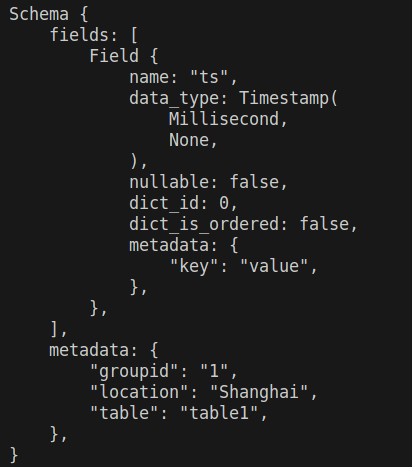 Schema {
    fields: [
        Field {
            name: "ts",
            data_type: Timestamp(
                Millisecond,
                None,
            ),
            nullable: false,
            dict_id: 0,
            dict_is_ordered: false,
            metadata: {
                "key": "value",
            },
        },
    ],
    metadata: {
        "groupid": "1",
        "location": "Shanghai",
        "table": "table1",
    },
}